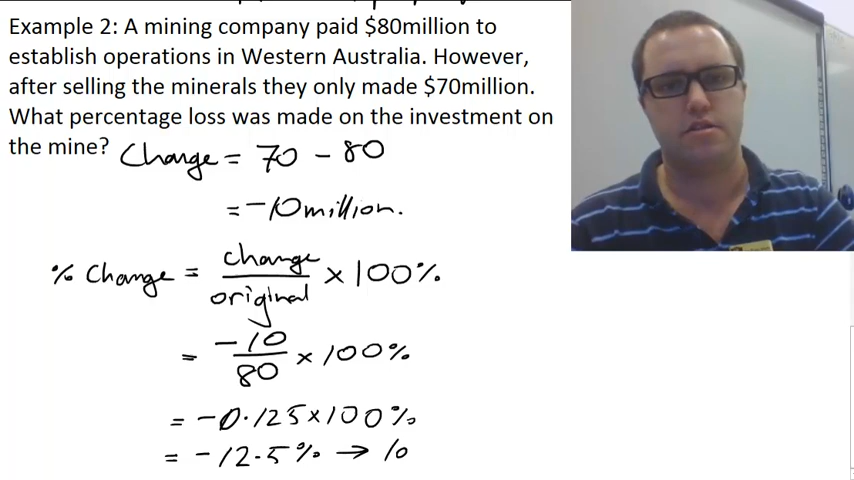 Example 2: A mining company paid $80million to
establish operations in Western Australia. However,
after selling the minerals they only made $70million.
What percentage loss was made on the investment on
the mine? Change = 70 - 80
= -10 million.
% Change = change/original × 100%
= -10/80 × 100%
= -0.125 × 100%
= -12.5% → lo